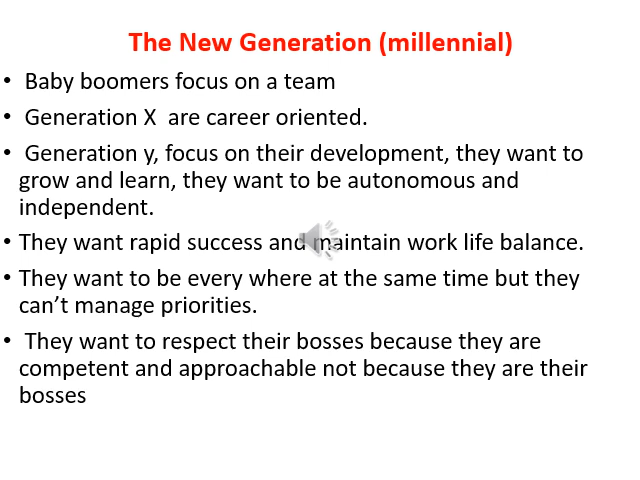 The New Generation (millennial)
• Baby boomers focus on a team
• Generation X are career oriented.
• Generation y, focus on their development, they want to
grow and learn, they want to be autonomous and
independent.
• They want rapid success and maintain work life balance.
• They want to be every where at the same time but they
can’t manage priorities.
• They want to respect their bosses because they are
competent and approachable not because they are their
bosses